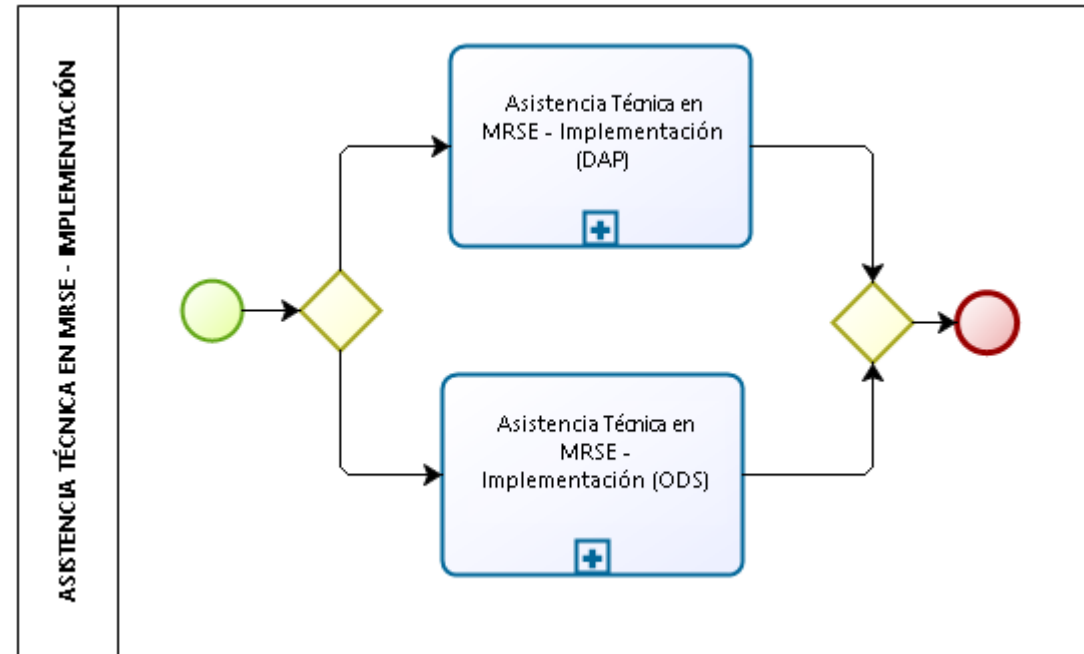 ASISTENCIA TÉCNICA EN MRSE - IMPLEMENTACIÓN
Asistencia Técnica en
MRSE - Implementación
(DAP)
Asistencia Técnica en
MRSE -
Implementación (ODS)